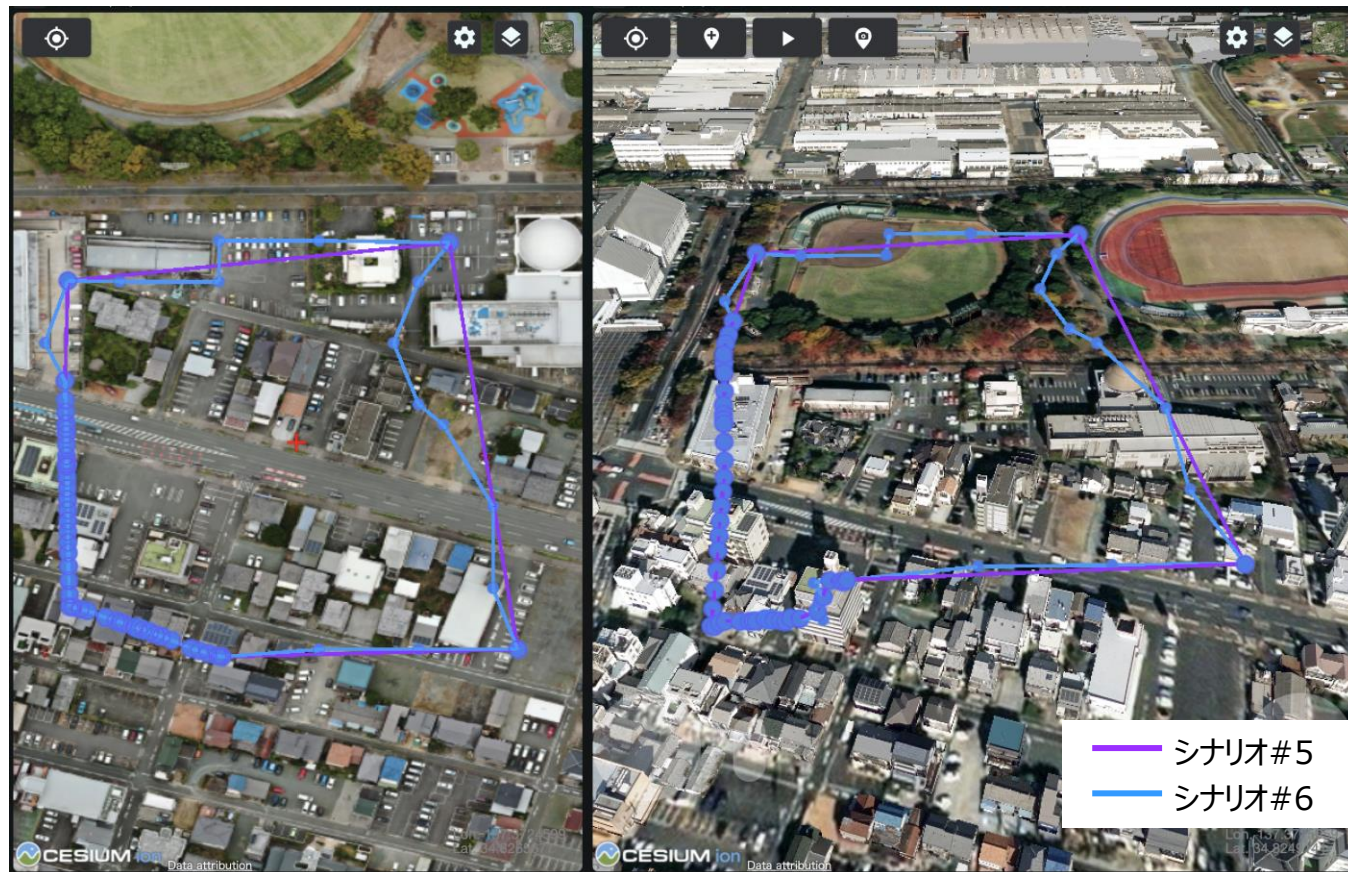 シナリオ#5
シナリオ#6
CESIUM ion
Data attribution
CESIUM ion
Data attribution